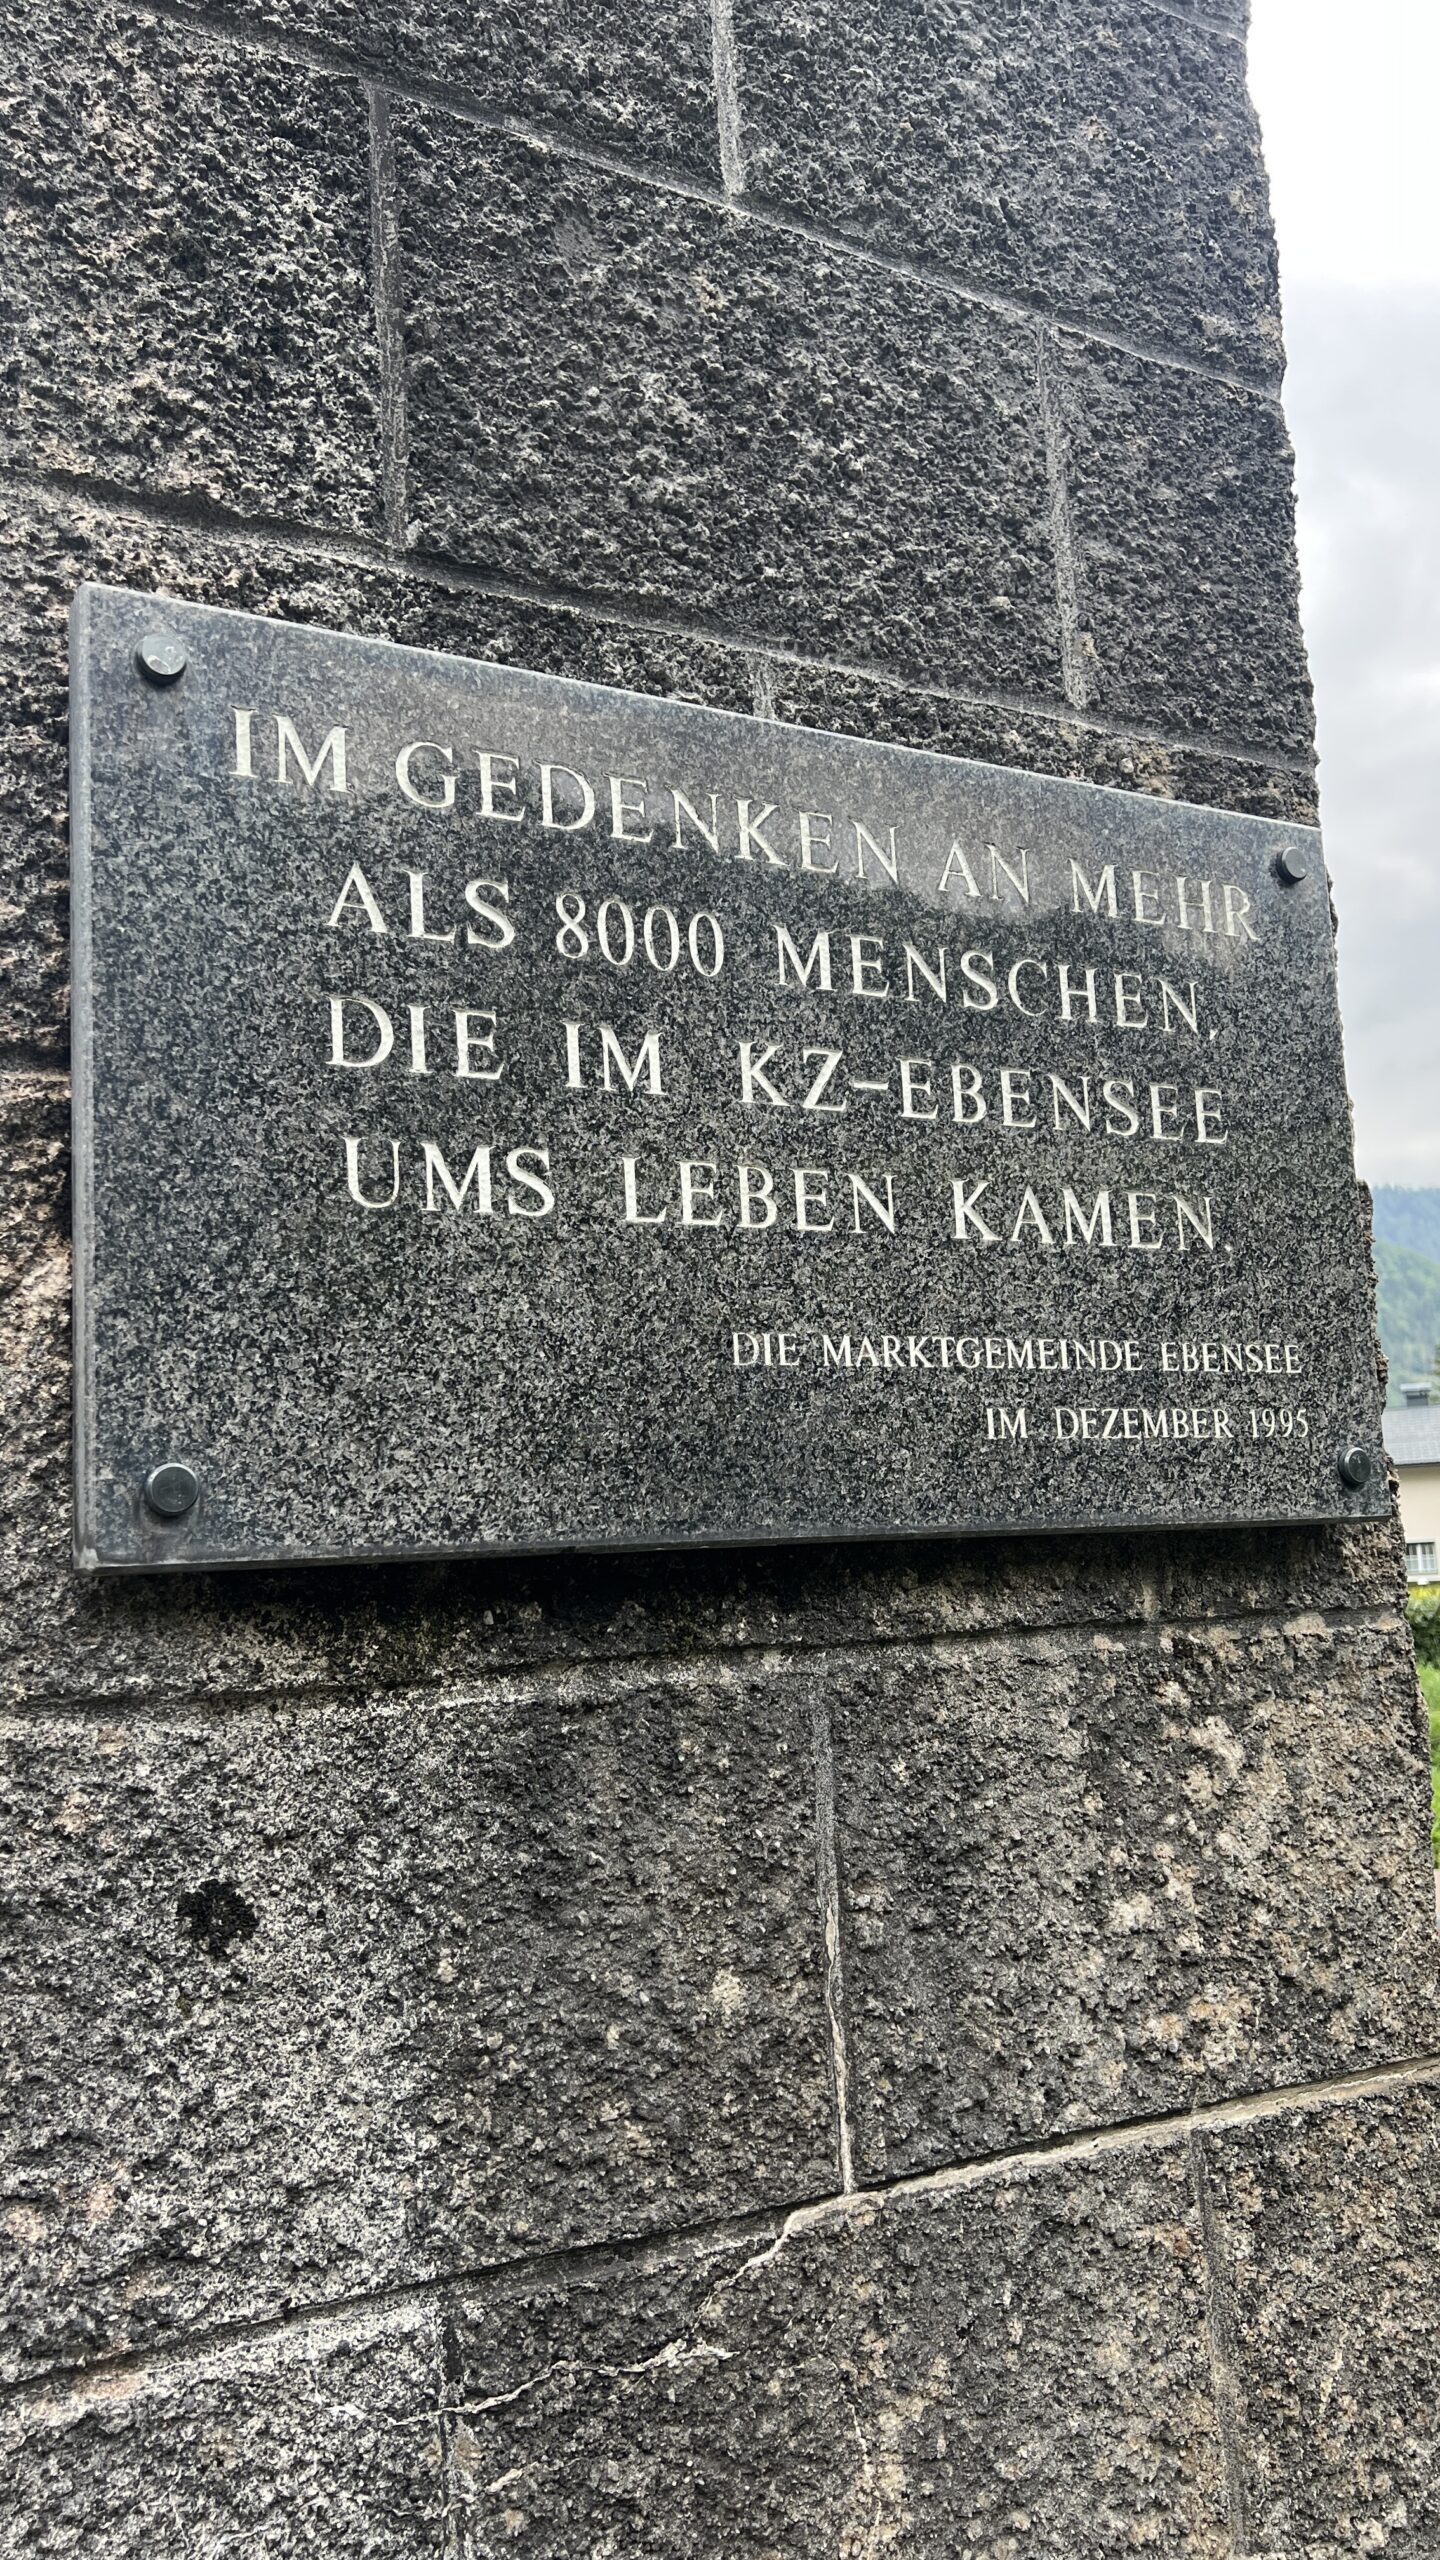 IM GEDENKEN AN MEHR
ALS 8000 MENSCHEN,
DIE IM KZ-EBENSEE
UMS LEBEN KAMEN.
DIE MARKTGEMEINDE EBENSEE
IM DEZEMBER 1995